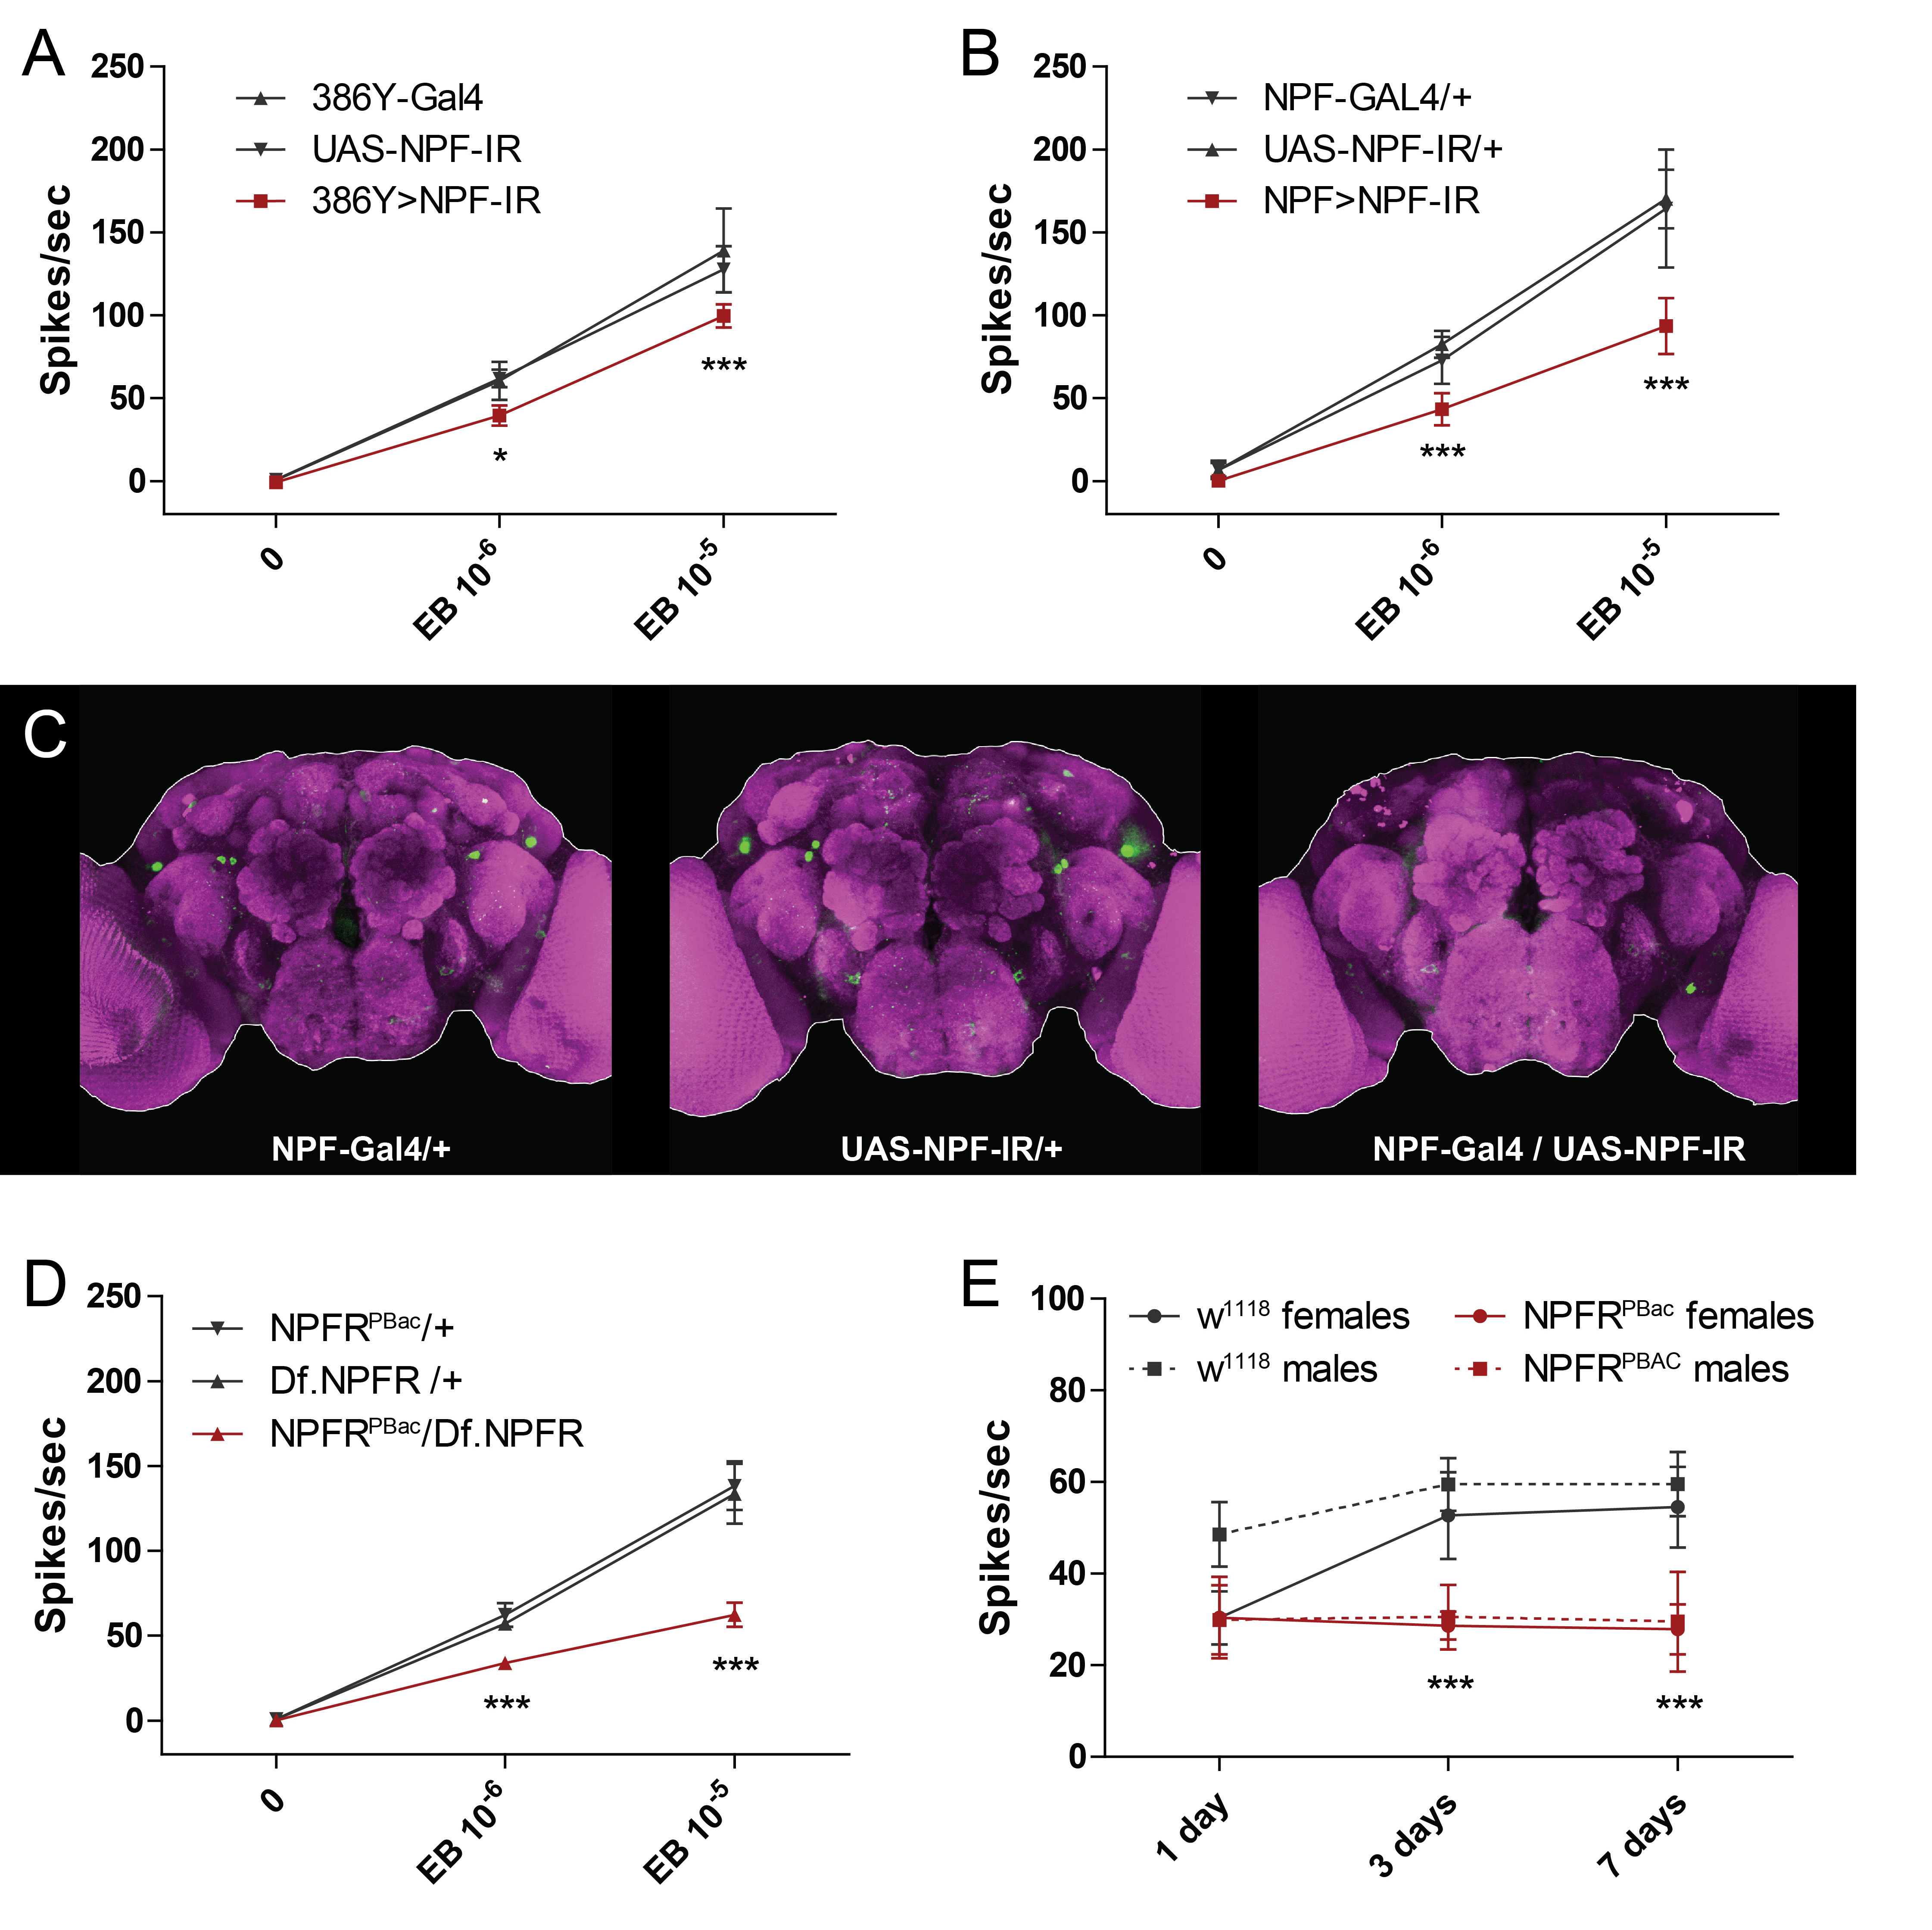 A
250
200
150
100
50
0
Spikes/sec
386Y-Gal4
UAS-NPF-IR
386Y>NPF-IR
*
***
0
EB 10⁻⁶
EB 10⁻⁵
B
250
200
150
100
50
0
Spikes/sec
NPF-GAL4/+
UAS-NPF-IR/+
NPF>NPF-IR
***
***
0
EB 10⁻⁶
EB 10⁻⁵
C
NPF-Gal4/+
UAS-NPF-IR/+
NPF-Gal4 / UAS-NPF-IR
D
250
200
150
100
50
0
Spikes/sec
NPFRᴾᴮᵃᶜ/+
Df.NPFR /+
NPFRᴾᴮᵃᶜ/Df.NPFR
***
***
0
EB 10⁻⁶
EB 10⁻⁵
E
100
80
60
40
20
0
Spikes/sec
w¹¹¹⁸ females
w¹¹¹⁸ males
NPFRᴾᴮᵃᶜ females
NPFRᴾᴮᴬC males
***
***
1 day
3 days
7 days